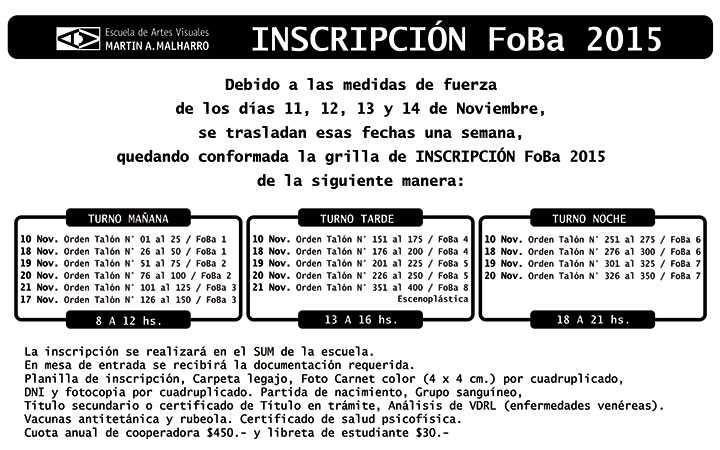 Escuela de Artes Visuales
MARTIN A. MALHARRO
INSCRIPCIÓN FoBa 2015
Debido a las medidas de fuerza
de los días 11, 12, 13 y 14 de Noviembre,
se trasladan esas fechas una semana,
quedando conformada la grilla de INSCRIPCIÓN FoBa 2015
de la siguiente manera:
TURNO MAÑANA
10 Nov. Orden Talón N° 01 al 25 / FoBa 1
18 Nov. Orden Talón N° 26 al 50 / FoBa 1
19 Nov. Orden Talón N° 51 al 75 / FoBa 2
20 Nov. Orden Talón N° 76 al 100 / FoBa 2
21 Nov. Orden Talón N° 101 al 125 / FoBa 3
17 Nov. Orden Talón N° 126 al 150 / FoBa 3
8 A 12 hs.
TURNO TARDE
10 Nov. Orden Talón N° 151 al 175 / FoBa 4
18 Nov. Orden Talón N° 176 al 200 / FoBa 4
19 Nov. Orden Talón N° 201 al 225 / FoBa 5
20 Nov. Orden Talón N° 226 al 250 / FoBa 5
21 Nov. Orden Talón N° 351 al 400 / FoBa 8
Escenoplástica
13 A 16 hs.
TURNO NOCHE
10 Nov. Orden Talón N° 251 al 275 / FoBa 6
18 Nov. Orden Talón N° 276 al 300 / FoBa 6
19 Nov. Orden Talón N° 301 al 325 / FoBa 7
20 Nov. Orden Talón N° 326 al 350 / FoBa 7
18 A 21 hs.
La inscripción se realizará en el SUM de la escuela.
En mesa de entrada se recibirá la documentación requerida.
Planilla de inscripción, Carpeta legajo, Foto Carnet color (4 x 4 cm.) por cuadruplicado,
DNI y fotocopia por cuadruplicado. Partida de nacimiento, Grupo sanguíneo,
Título secundario o certificado de Título en trámite, Análisis de VDRL (enfermedades venéreas).
Vacunas antitetánica y rubeola. Certificado de salud psicofísica.
Cuota anual de cooperadora $450.- y libreta de estudiante $30.-